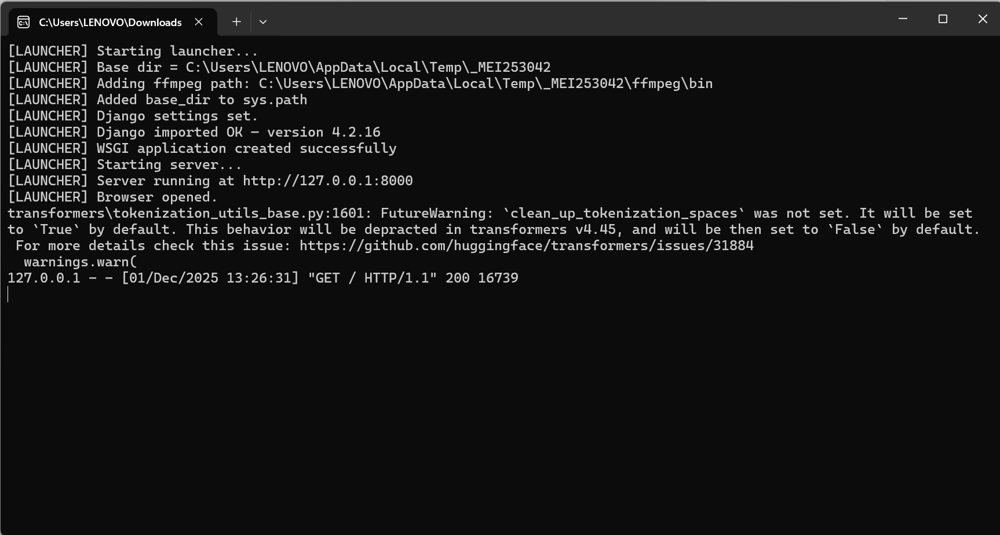 C:\Users\LENOVO\Downloads
[LAUNCHER] Starting launcher...
[LAUNCHER] Base dir = C:\Users\LENOVO\AppData\Local\Temp\_MEI253042
[LAUNCHER] Adding ffmpeg path: C:\Users\LENOVO\AppData\Local\Temp\_MEI253042\ffmpeg\bin
[LAUNCHER] Added base_dir to sys.path
[LAUNCHER] Django settings set.
[LAUNCHER] Django imported OK — version 4.2.16
[LAUNCHER] WSGI application created successfully
[LAUNCHER] Starting server...
[LAUNCHER] Server running at http://127.0.0.1:8000
[LAUNCHER] Browser opened.
transformers\tokenization_utils_base.py:1601: FutureWarning: `clean_up_tokenization_spaces` was not set. It will be set
to `True` by default. This behavior will be depracted in transformers v4.45, and will be then set to `False` by default.
 For more details check this issue: https://github.com/huggingface/transformers/issues/31884
  warnings.warn(
127.0.0.1 - - [01/Dec/2025 13:26:31] "GET / HTTP/1.1" 200 16739